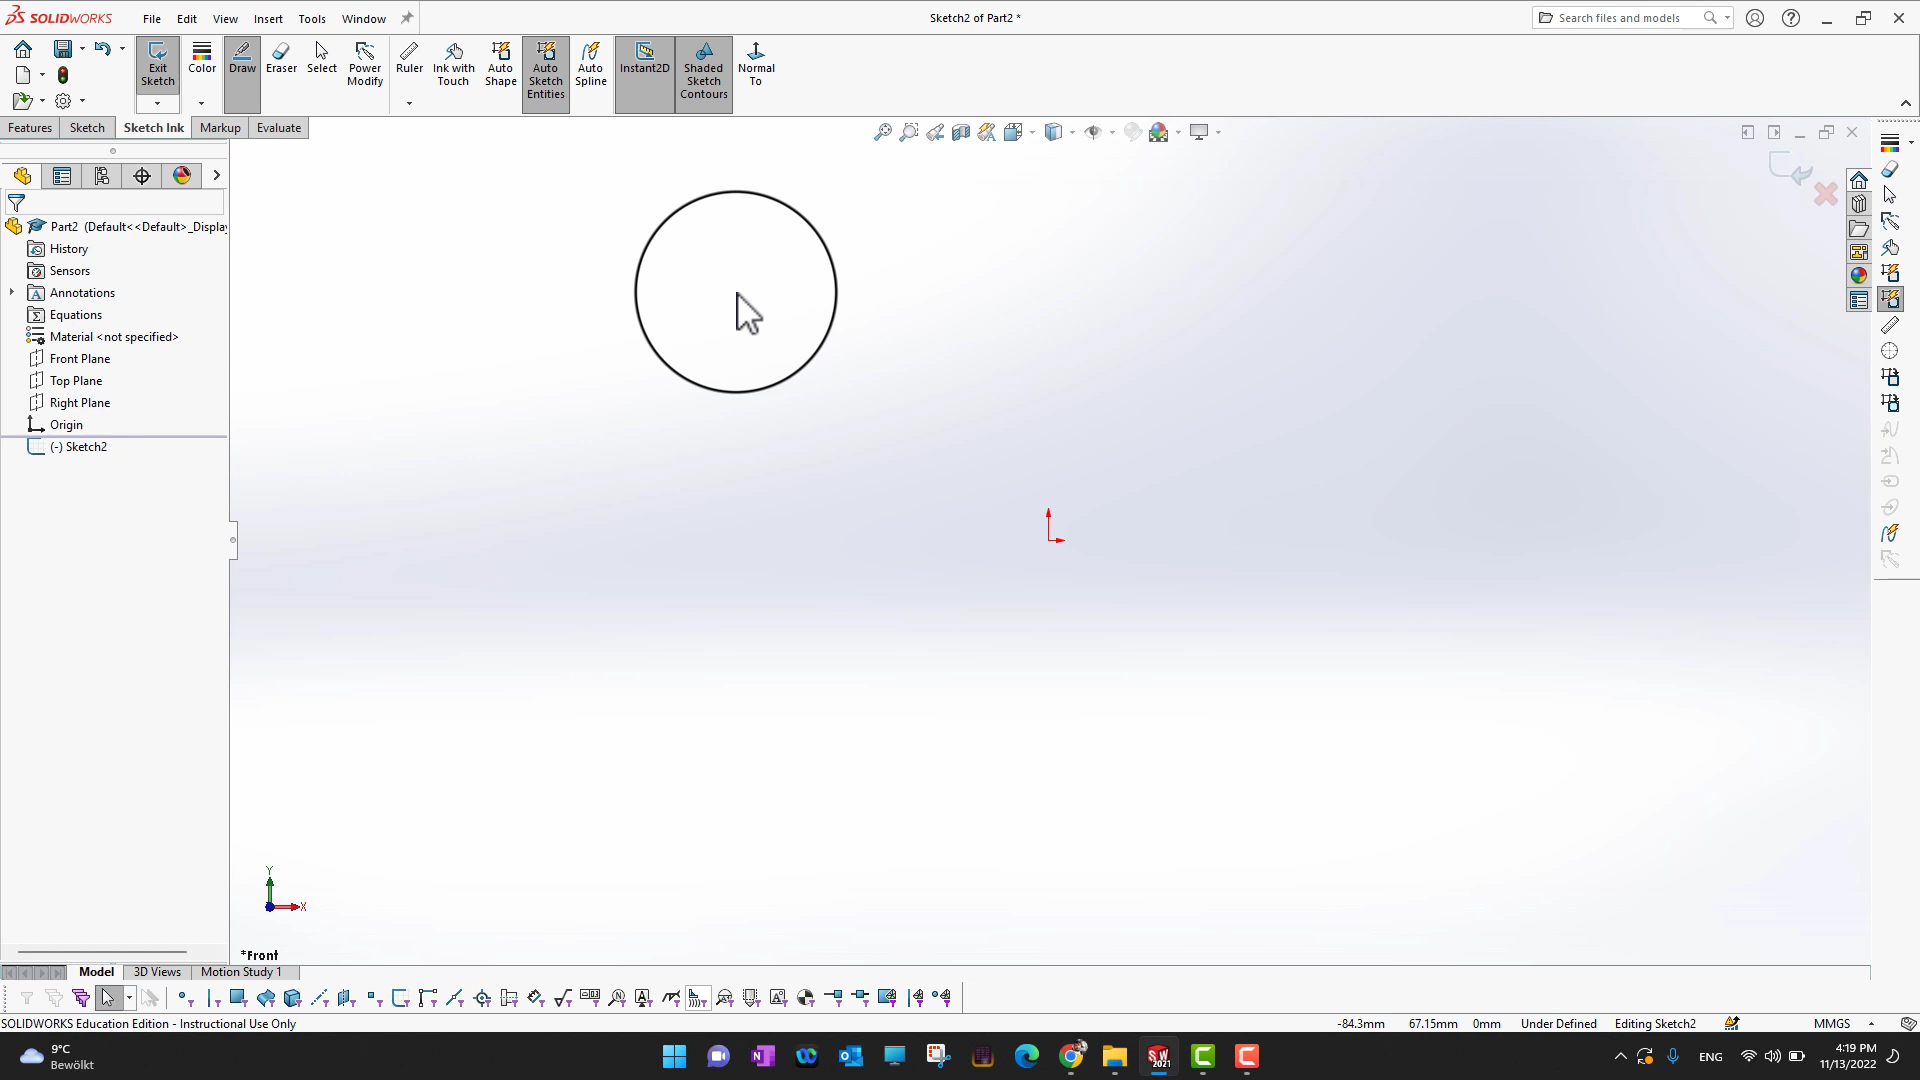 SOLIDWORKS File Edit View Insert Tools Window Sketch2 of Part2 * Search files and models
Exit Sketch Color Draw Eraser Select Power Modify Ruler Ink with Touch Auto Shape Auto Sketch Entities Auto Spline Instant2D Shaded Sketch Contours Normal To
Features Sketch Sketch Ink Markup Evaluate
Part2 (Default<<Default>_Display
History
Sensors
Annotations
Equations
Material <not specified>
Front Plane
Top Plane
Right Plane
Origin
(-) Sketch2
Y
X
*Front
Model 3D Views Motion Study 1
SOLIDWORKS Education Edition - Instructional Use Only -84.3mm 67.15mm 0mm Under Defined Editing Sketch2 MMGS
9°C
Bewölkt
SW
2021
ENG
4:19 PM
11/13/2022